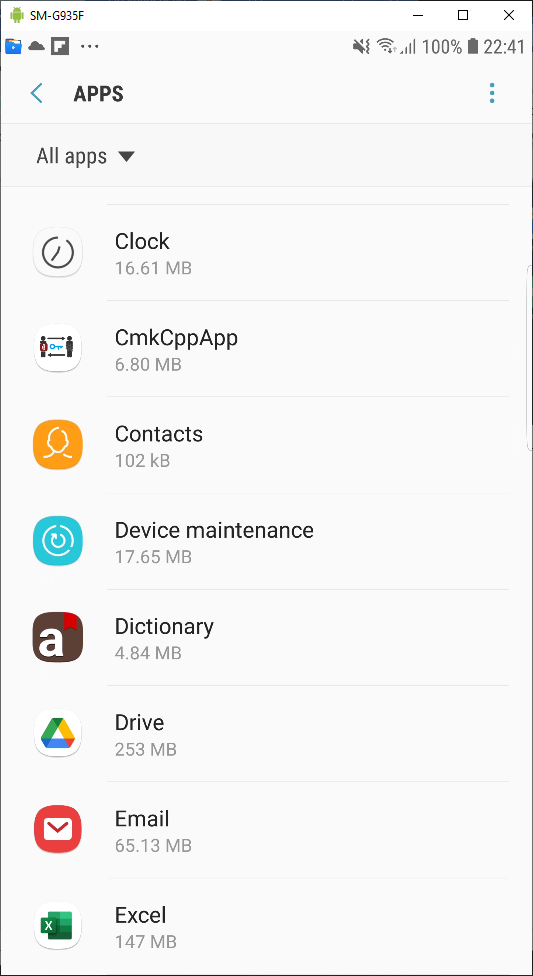 SM-G935F
100% 22:41
APPS
All apps
Clock
16.61 MB
CmkCppApp
6.80 MB
Contacts
102 kB
Device maintenance
17.65 MB
a Dictionary
4.84 MB
Drive
253 MB
Email
65.13 MB
X Excel
147 MB